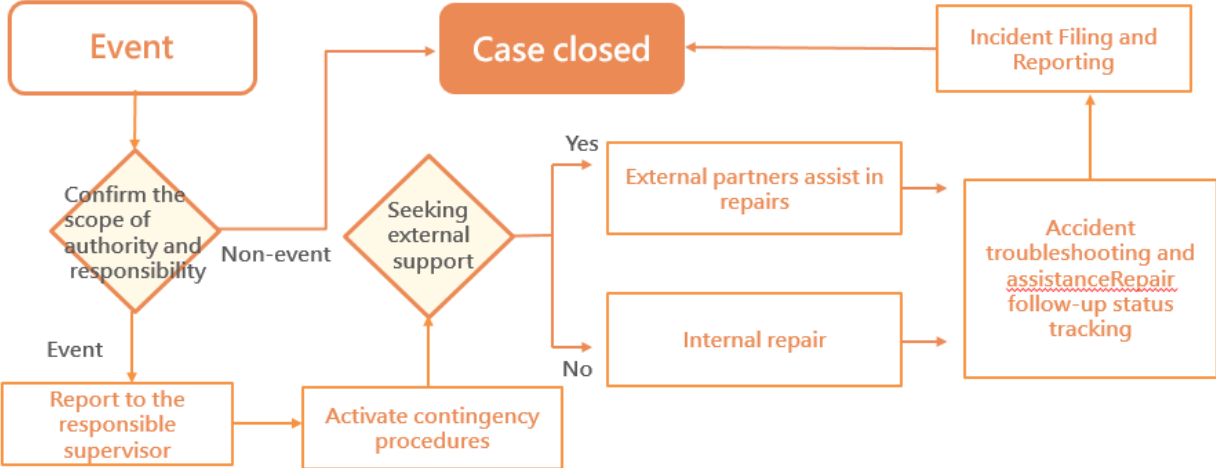 Event
Case closed
Incident Filing and
Reporting
Confirm the
scope of
authority and
responsibility
Non-event
Event
Report to the
responsible
supervisor
Activate contingency
procedures
Seeking
external
support
Yes
External partners assist in
repairs
No
Internal repair
Accident
troubleshooting and
assistanceRepair
follow-up status
tracking